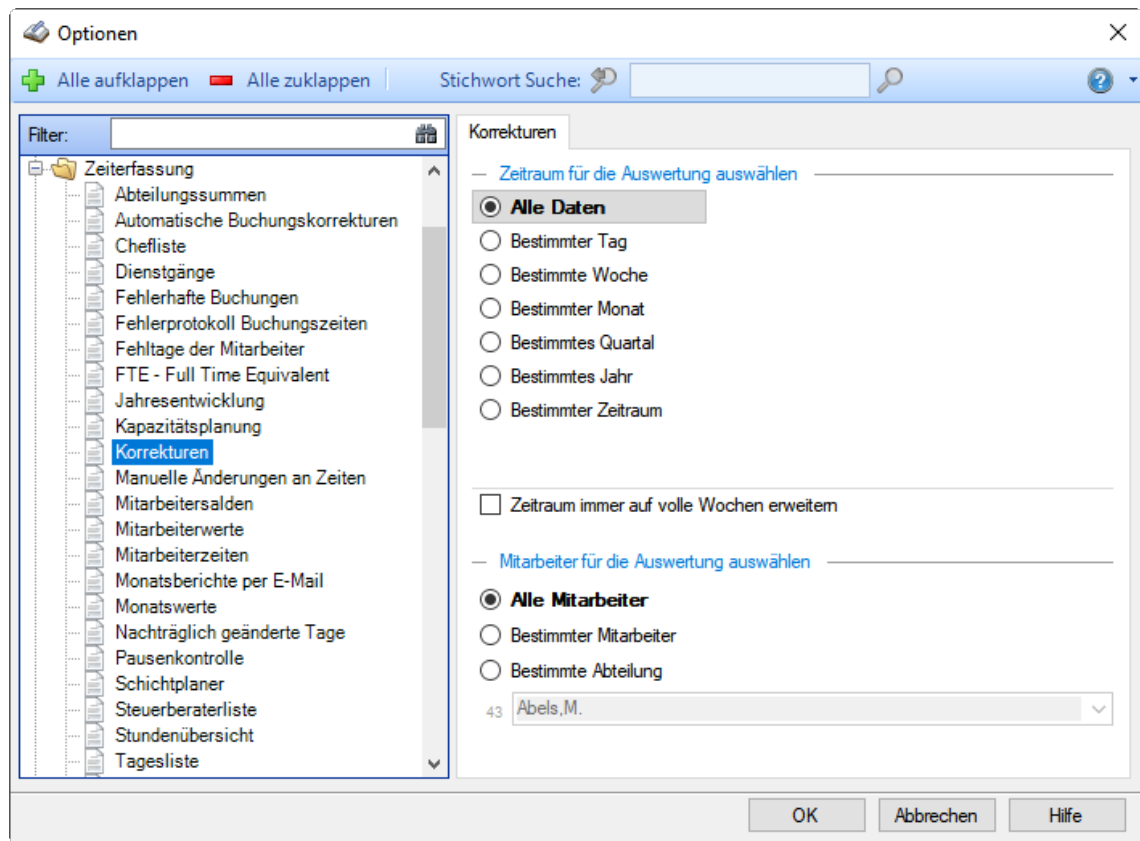 Optionen
Alle aufklappen Alle zuklappen Stichwort Suche:
Filter:
Zeiterfassung
Abteilungssummen
Automatische Buchungskorrekturen
Chefliste
Dienstgänge
Fehlerhafte Buchungen
Fehlerprotokoll Buchungszeiten
Fehltage der Mitarbeiter
FTE - Full Time Equivalent
Jahresentwicklung
Kapazitätsplanung
Korrekturen
Manuelle Änderungen an Zeiten
Mitarbeitersalden
Mitarbeiterwerte
Mitarbeiterzeiten
Monatsberichte per E-Mail
Monatswerte
Nachträglich geänderte Tage
Pausenkontrolle
Schichtplaner
Steuerberaterliste
Stundenübersicht
Tagesliste
Korrekturen
Zeitraum für die Auswertung auswählen
Alle Daten
Bestimmter Tag
Bestimmte Woche
Bestimmter Monat
Bestimmtes Quartal
Bestimmtes Jahr
Bestimmter Zeitraum
Zeitraum immer auf volle Wochen erweitern
Mitarbeiter für die Auswertung auswählen
Alle Mitarbeiter
Bestimmter Mitarbeiter
Bestimmte Abteilung
43 Abels,M.
OK Abbrechen Hilfe